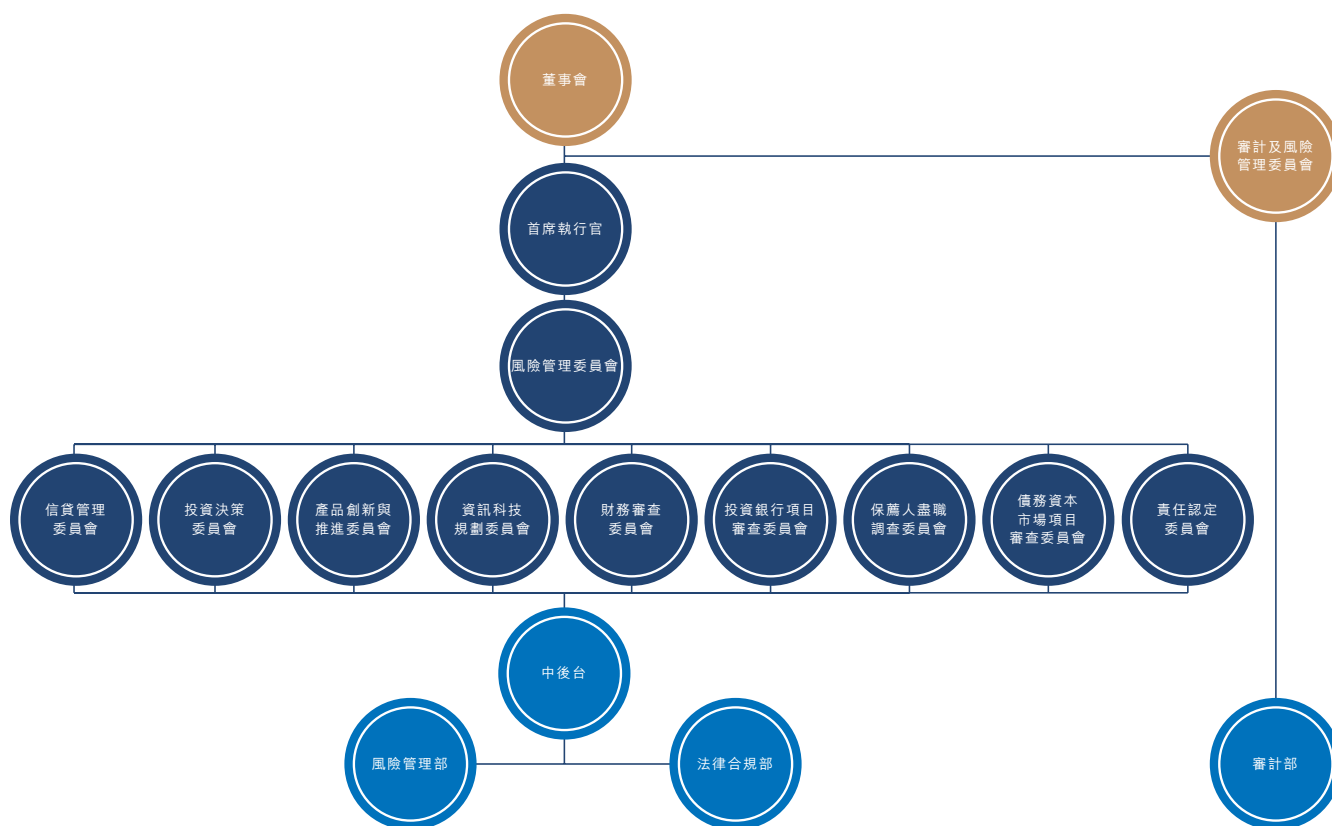 董事會
審計及風險
管理委員會
首席執行官
風險管理委員會
信貸管理
委員會
投資決策
委員會
產品創新與
推進委員會
資訊科技
規劃委員會
財務審查
委員會
投資銀行項目
審查委員會
保薦人盡職
調查委員會
債務資本
市場項目
審查委員會
責任認定
委員會
中後台
風險管理部
法律合規部
審計部